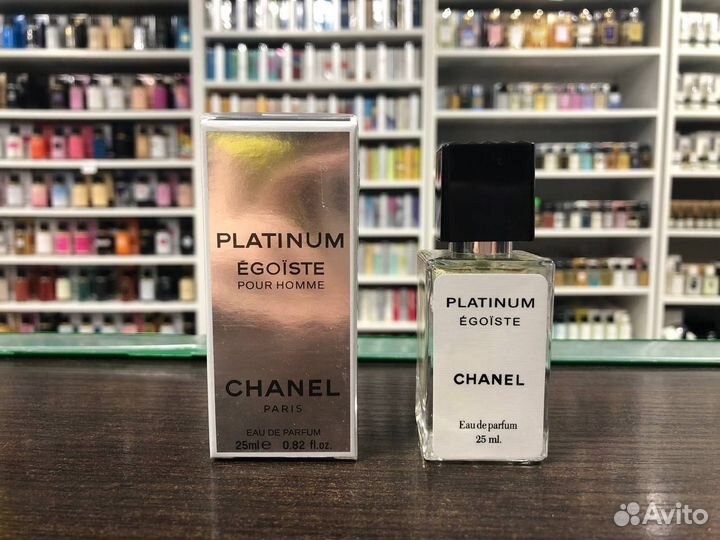 PLATINUM
ÉGOÏSTE
POUR HOMME
CHANEL
PARIS
EAU DE PARFUM
25ml e 0.82 fl.oz.
PLATINUM
ÉGOÏSTE
CHANEL
Eau de parfum
25 ml.
Avito